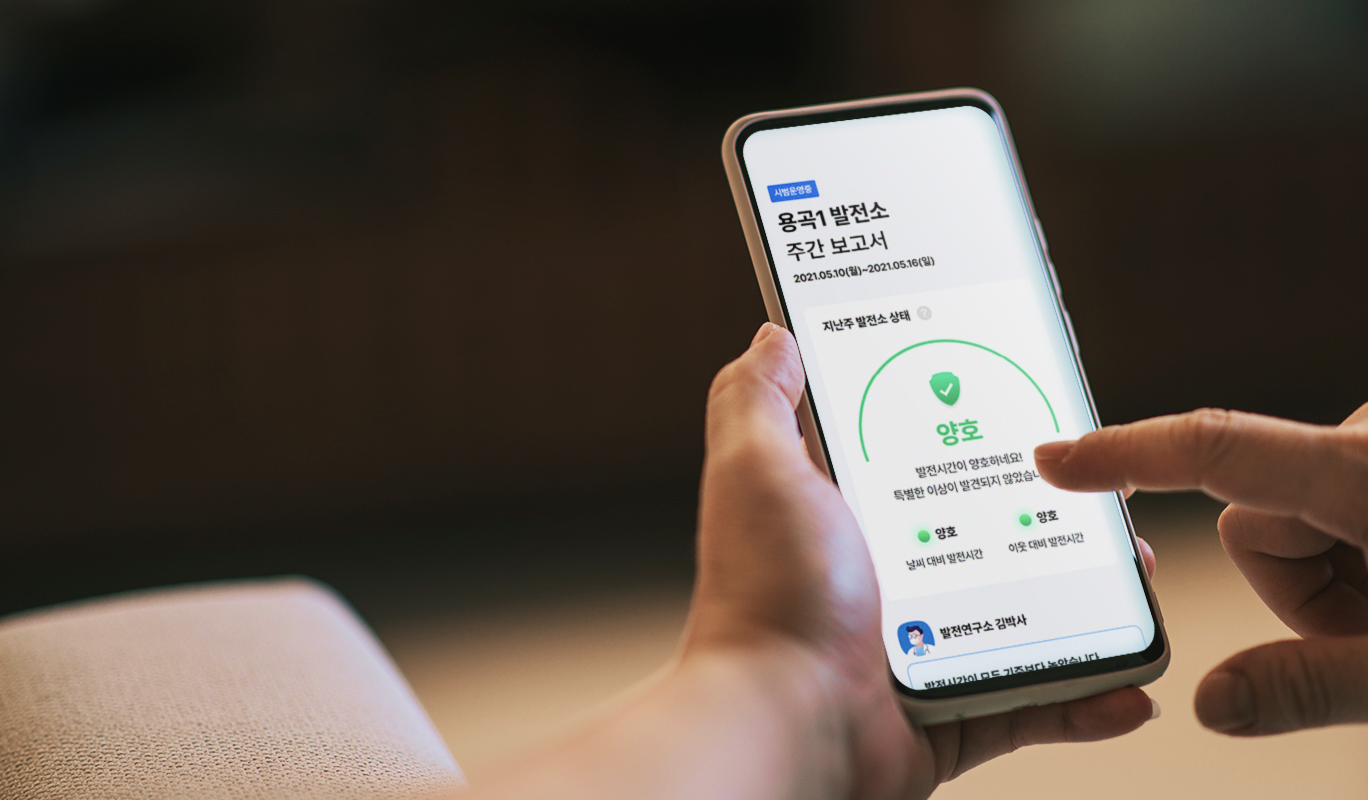 시범운영중
용곡1 발전소
주간 보고서
2021.05.10(월)~2021.05.16(일)
지난주 발전소 상태 ?
양호
발전시간이 양호하네요!
특별한 이상이 발견되지
양호
날씨 대비 발전시간
양호
이웃 대비 발전시간
발전연구소 김박사
발전시간이 모두 기준보다 높았습니다